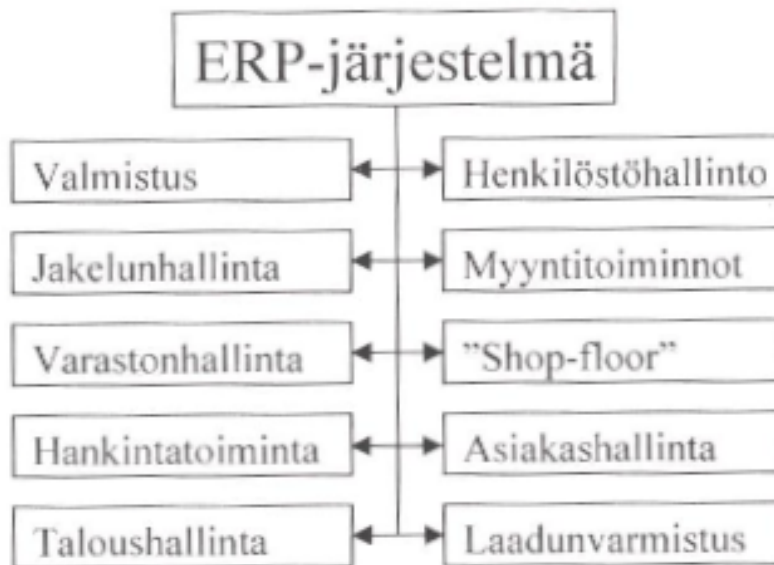 ERP-järjestelmä
Valmistus
Henkilöstöhallinto
Jakelunhallinta
Myyntitoiminnot
Varastonhallinta
”Shop-floor”
Hankintatoiminta
Asiakashallinta
Taloushallinta
Laadunvarmistus